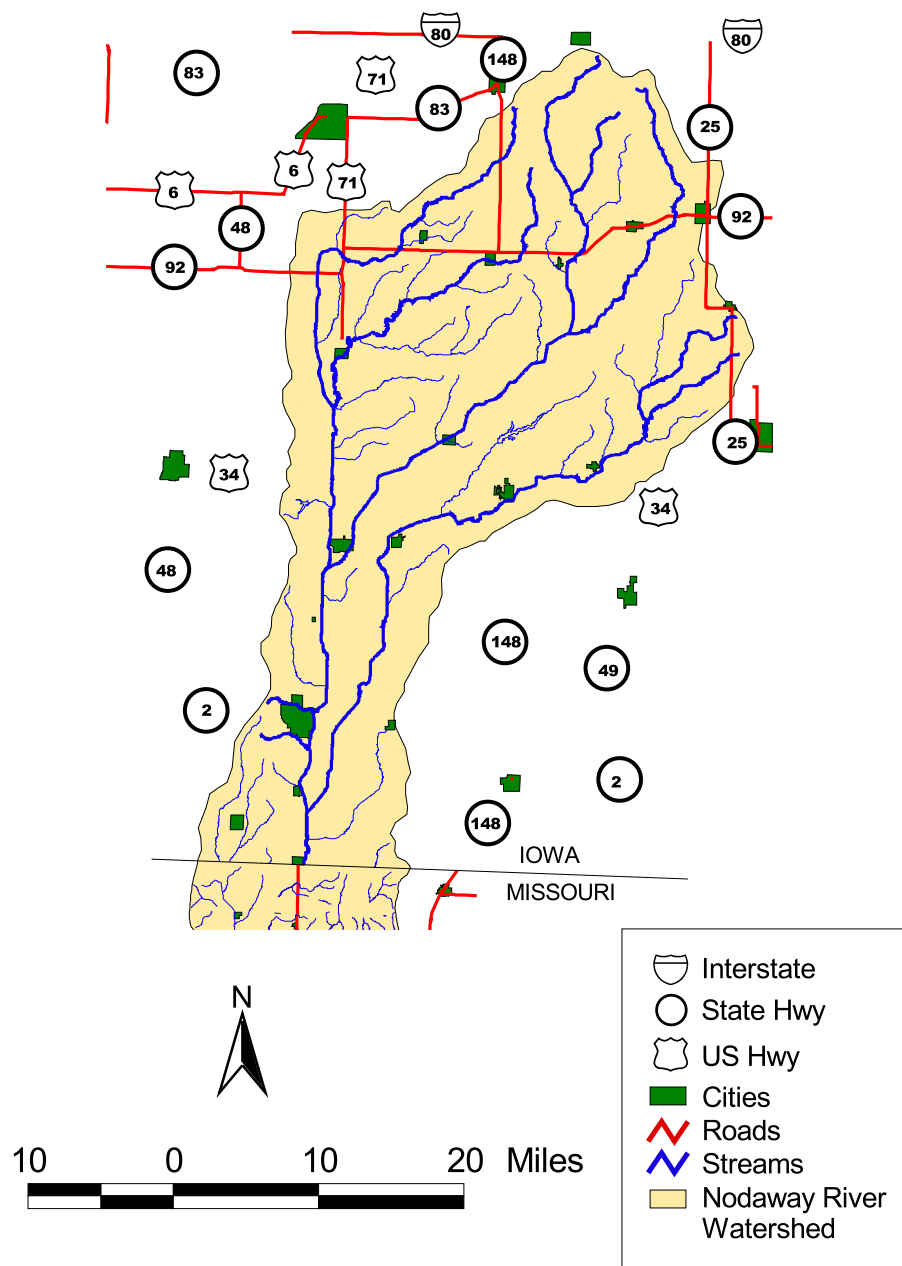 80
80
148
83
71
83
25
6
6
71
48
92
92
34
25
34
48
148
49
2
2
148
IOWA
MISSOURI
N
10 0 10 20 Miles
Interstate
State Hwy
US Hwy
Cities
Roads
Streams
Nodaway River
Watershed